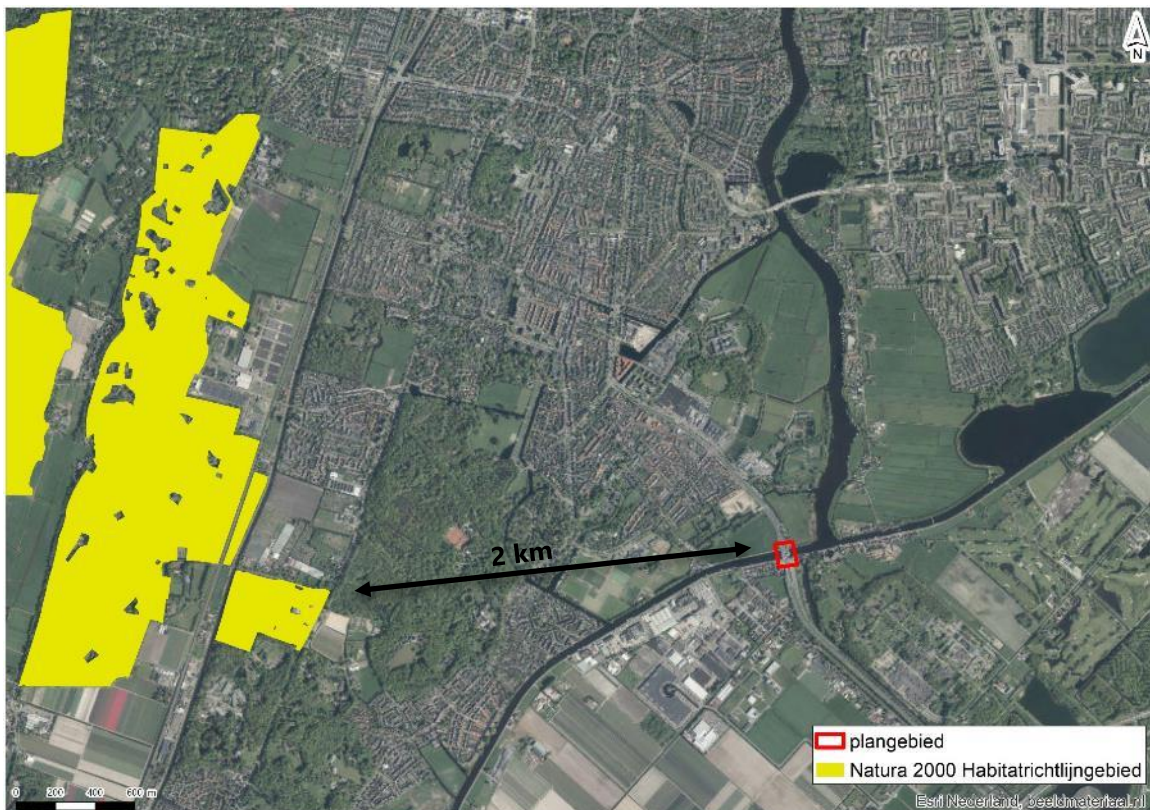 N
2 km
plangebied
Natura 2000 Habitatrichtlijngebied
0 200 400 600 m
Esri Nederland, beeldmateriaal.nl